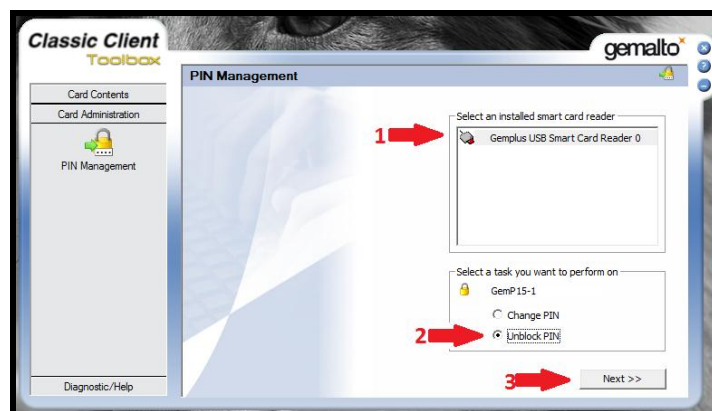 Classic Client
Toolbox
gemalto
PIN Management
Card Contents
Card Administration
PIN Management
Diagnostic/Help
Select an installed smart card reader
1
Gemplus USB Smart Card Reader 0
Select a task you want to perform on
GemP15-1
Change PIN
2
Unblock PIN
3
Next >>